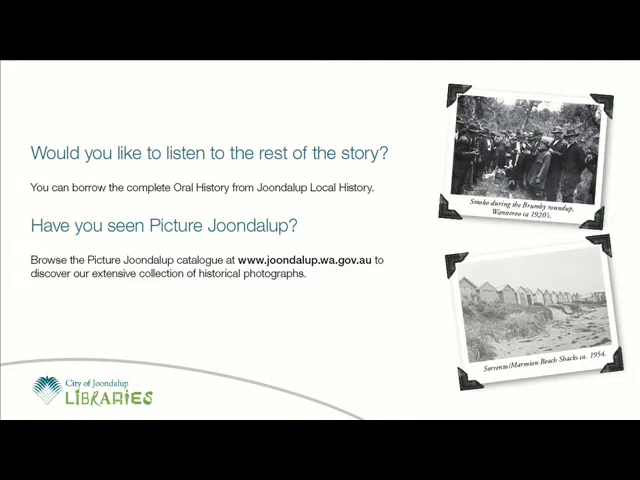 Would you like to listen to the rest of the story?
You can borrow the complete Oral History from Joondalup Local History.
Have you seen Picture Joondalup?
Browse the Picture Joondalup catalogue at www.joondalup.wa.gov.au to
discover our extensive collection of historical photographs.
Smoko during the Brumby roundup,
Wanneroo ca 1920's.
Sorrento/Marmion Beach Shacks ca. 1954.
City of Joondalup
LIBRARIES